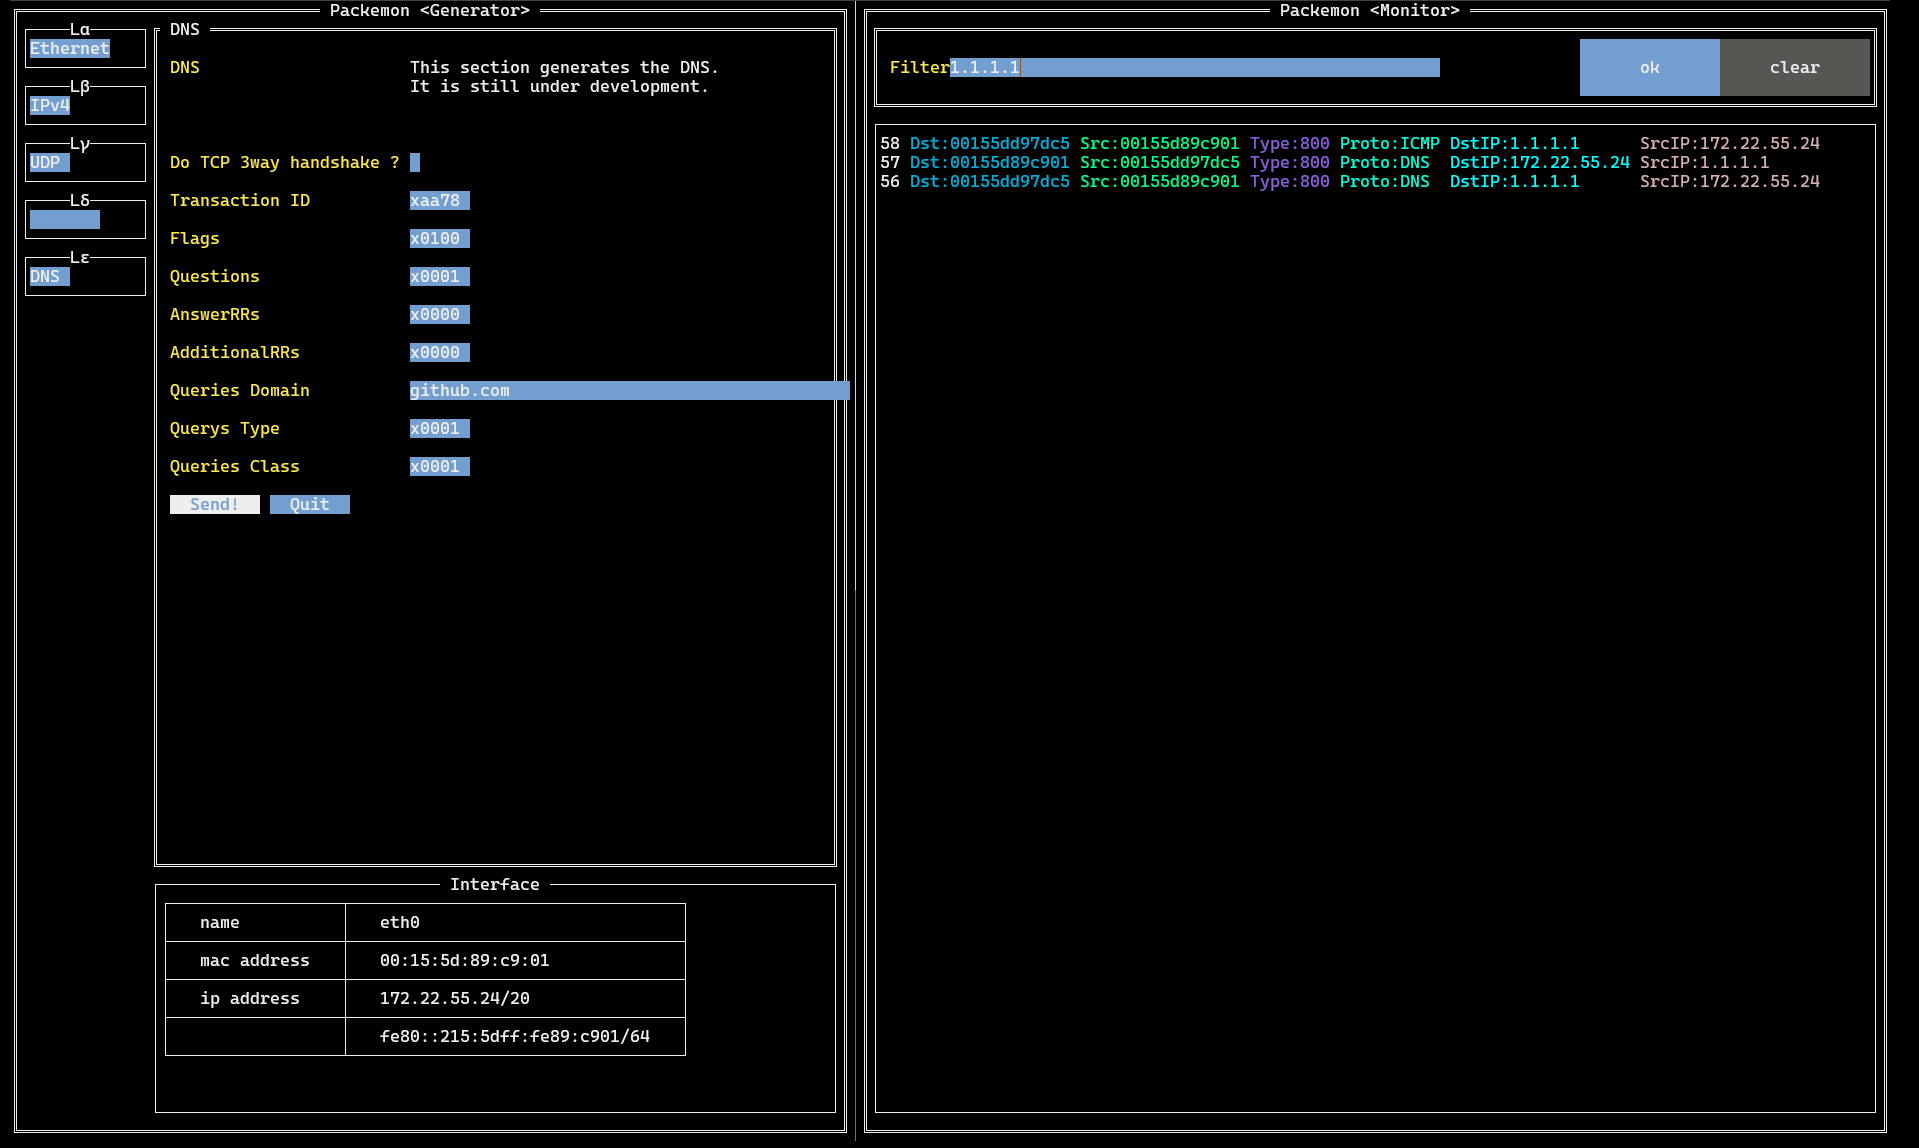 Packemon <Generator>
Lα
Ethernet
Lβ
IPv4
Lγ
UDP
Lδ
Lε
DNS
DNS
DNS This section generates the DNS.
It is still under development.
Do TCP 3way handshake ?
Transaction ID xaa78
Flags x0100
Questions x0001
AnswerRRs x0000
AdditionalRRs x0000
Queries Domain github.com
Querys Type x0001
Queries Class x0001
Send! Quit
Interface
name eth0
mac address 00:15:5d:89:c9:01
ip address 172.22.55.24/20
fe80::215:5dff:fe89:c901/64
Packemon <Monitor>
Filter1.1.1.1 ok clear
58 Dst:00155dd97dc5 Src:00155d89c901 Type:800 Proto:ICMP DstIP:1.1.1.1 SrcIP:172.22.55.24
57 Dst:00155d89c901 Src:00155dd97dc5 Type:800 Proto:DNS DstIP:172.22.55.24 SrcIP:1.1.1.1
56 Dst:00155dd97dc5 Src:00155d89c901 Type:800 Proto:DNS DstIP:1.1.1.1 SrcIP:172.22.55.24